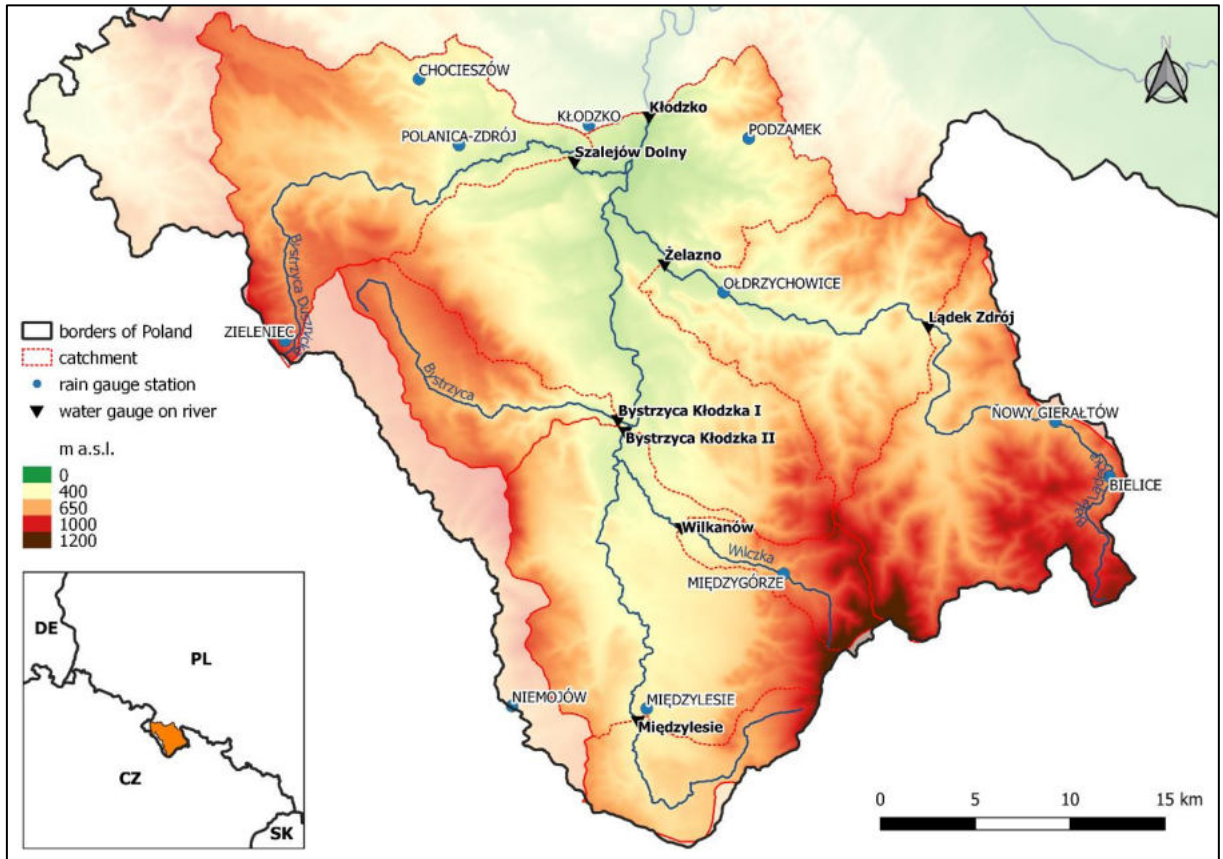 N
CHOCIESZÓW
KŁODZKO
Kłodzko
POLANICA-ZDRÓJ
PODZAMEK
Szalejów Dolny
Żelazno
OŁDRZYCHOWICE
Bystrzyca
ZIELENIEC
Lądek Zdrój
Bystrzyca
Bystrzyca Kłodzka I
Bystrzyca Kłodzka II
NOWY GIERAŁTÓW
BIELICE
Wilkanów
Wilczka
MIĘDZYGÓRZE
NIEMOJÓW
MIĘDZYLESIE
Międzylesie
borders of Poland
catchment
rain gauge station
water gauge on river
m a.s.l.
0
400
650
1000
1200
DE
PL
CZ
SK
0 5 10 15 km